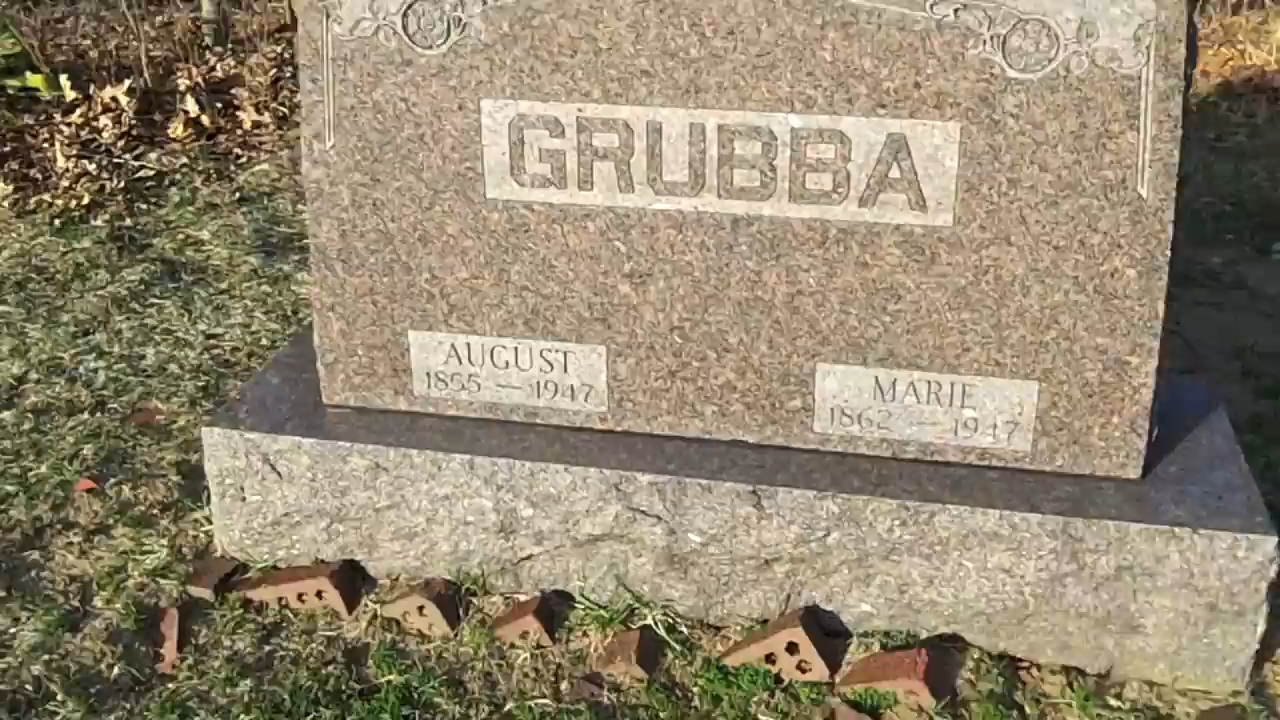 GRUBBA
AUGUST
1855 — 1947
MARIE
1862 — 1947